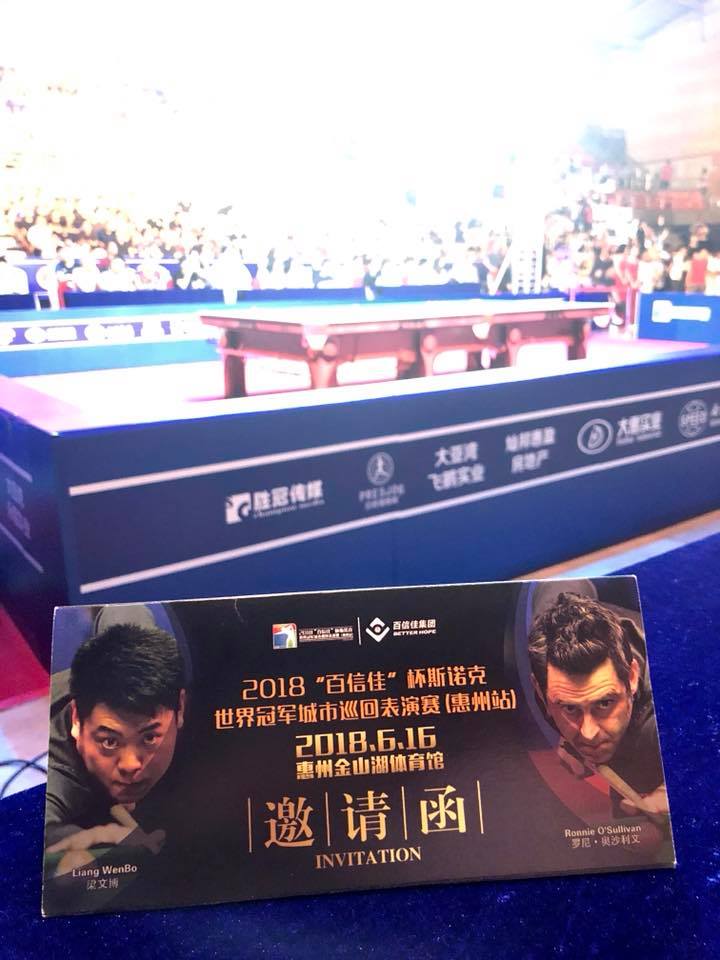 胜冠传媒
Champion media
大亚湾
飞鹏实业
灿邦惠盈
房地产
百信佳集团
BETTER HOPE
2018“百信佳”杯斯诺克
世界冠军城市巡回表演赛(惠州站)
2018.6.16
惠州金山湖体育馆
邀请函
INVITATION
Liang WenBo
梁文博
Ronnie O'Sullivan
罗尼·奥沙利文